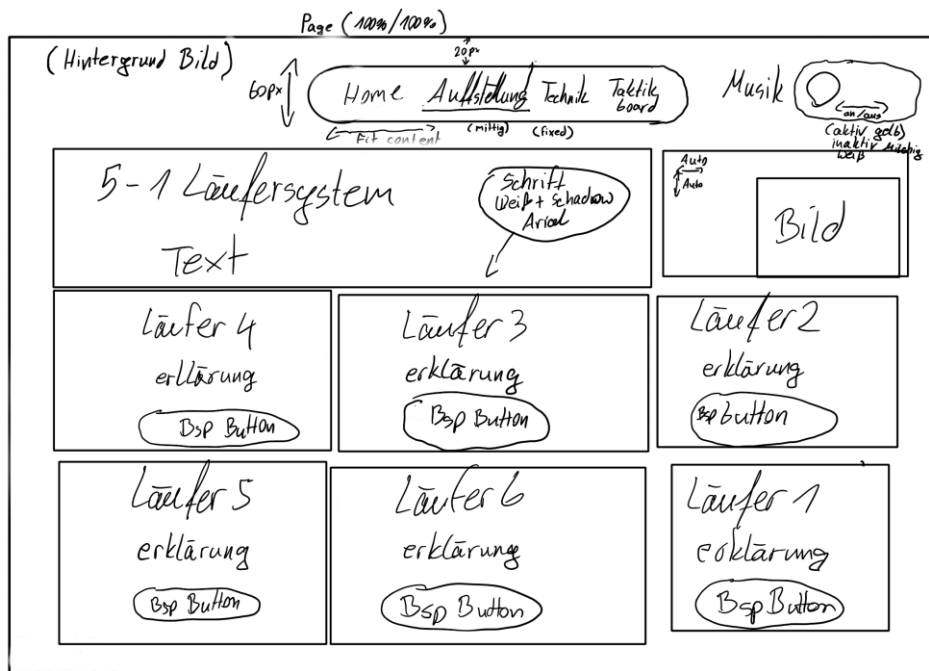 Page (100%/100%)
(Hintergrund Bild)
20px
60px
Home Aufstellung Technik Taktik
board
Musik
an/aus
Fit content
(mittig)
(fixed)
(aktiv gelb)
inaktiv milchig
weiß
5-1 Läufersystem
Text
Schrift
Weiß + Schadow
Arial
Auto
Auto
Bild
Läufer 4
erklärung
Bsp Button
Läufer 3
erklärung
Bsp Button
Läufer 2
erklärung
Bsp button
Läufer 5
erklärung
Bsp Button
Läufer 6
erklärung
Bsp Button
Läufer 1
erklärung
Bsp Button